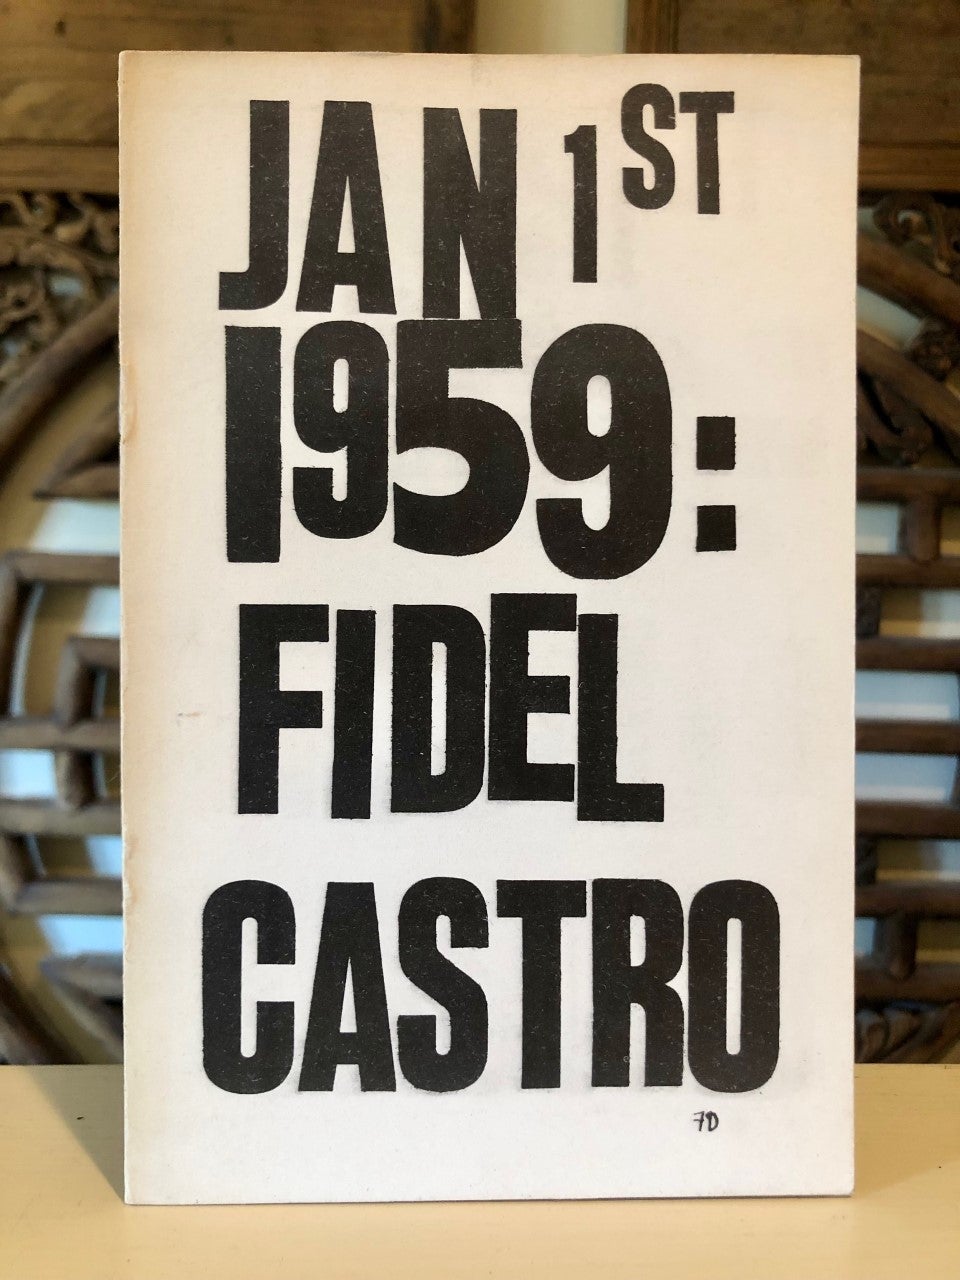 JAN 1ST
1959:
FIDEL
CASTRO
7D